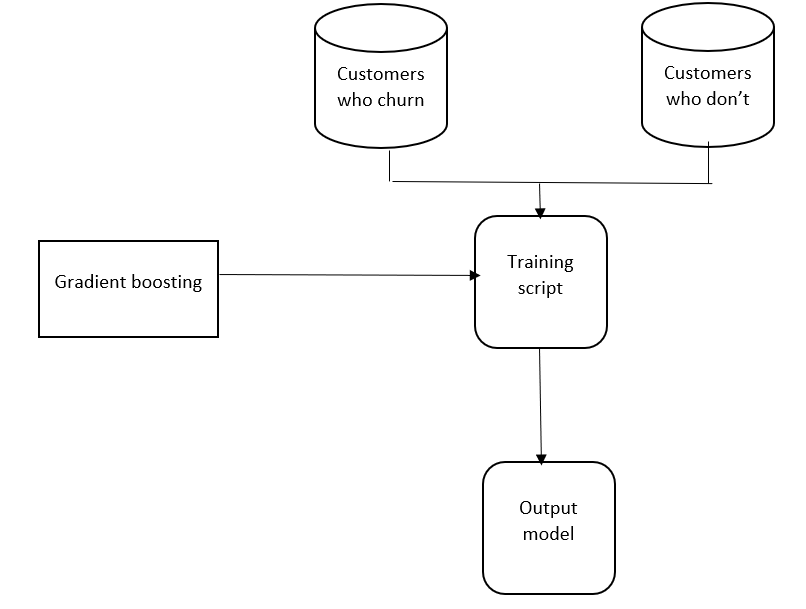 Customers
who churn
Customers
who don’t
Gradient boosting
Training
script
Output
model